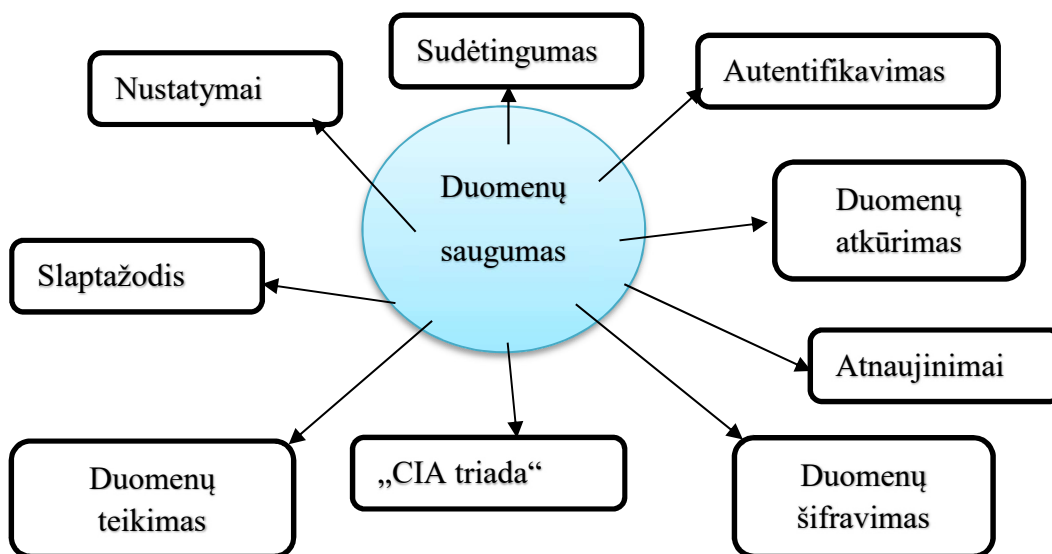 Sudėtingumas
Nustatymai
Autentifikavimas
Duomenų
saugumas
Duomenų
atkūrimas
Slaptažodis
Atnaujinimai
Duomenų
teikimas
„CIA triada“
Duomenų
šifravimas